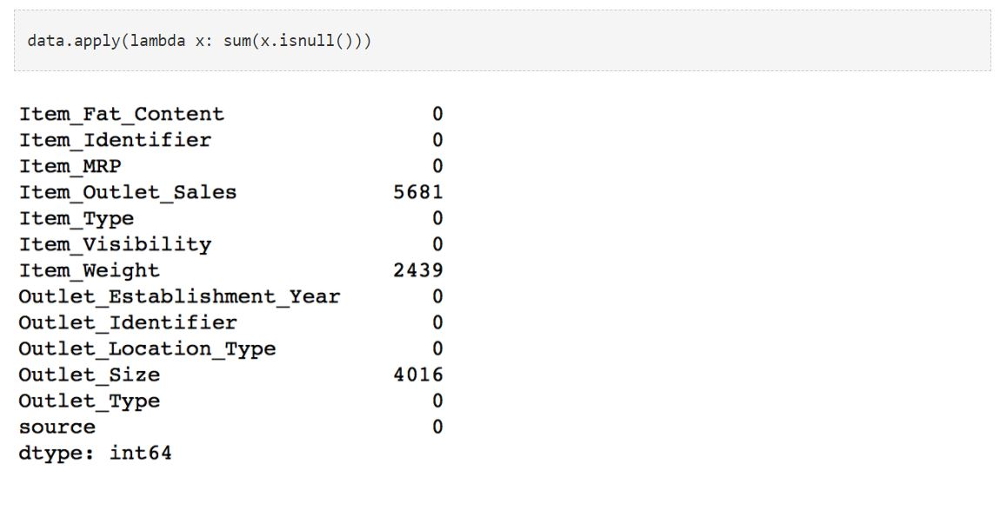 data.apply(lambda x: sum(x.isnull()))
Item_Fat_Content 0
Item_Identifier 0
Item_MRP 0
Item_Outlet_Sales 5681
Item_Type 0
Item_Visibility 0
Item_Weight 2439
Outlet_Establishment_Year 0
Outlet_Identifier 0
Outlet_Location_Type 0
Outlet_Size 4016
Outlet_Type 0
source 0
dtype: int64